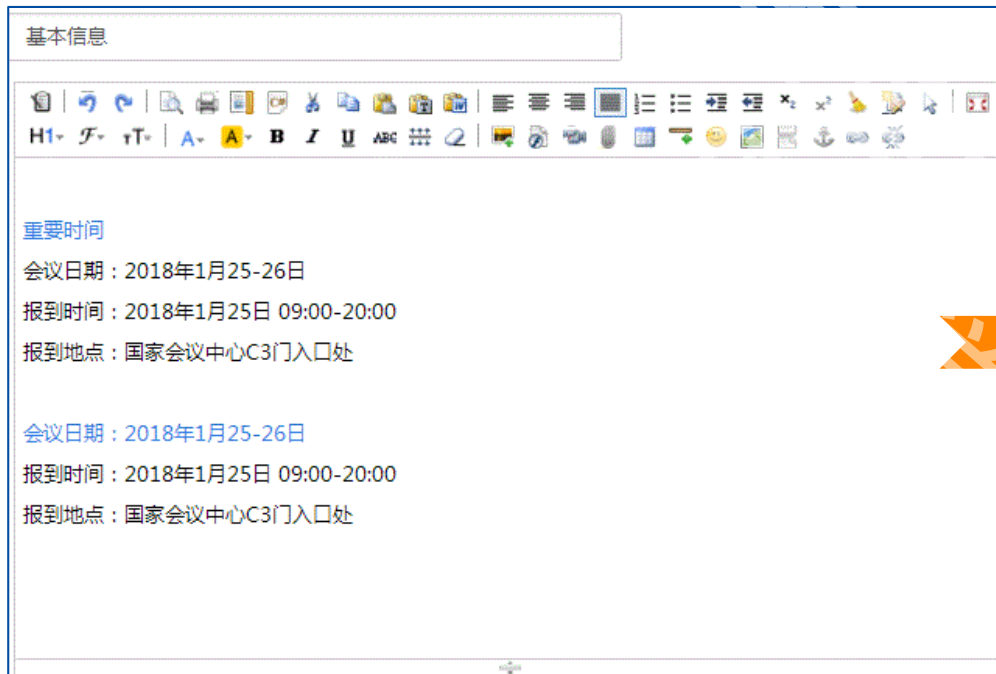 基本信息
H1 F тT A A B I U ABC
重要时间
会议日期：2018年1月25-26日
报到时间：2018年1月25日 09:00-20:00
报到地点：国家会议中心C3门入口处
会议日期：2018年1月25-26日
报到时间：2018年1月25日 09:00-20:00
报到地点：国家会议中心C3门入口处